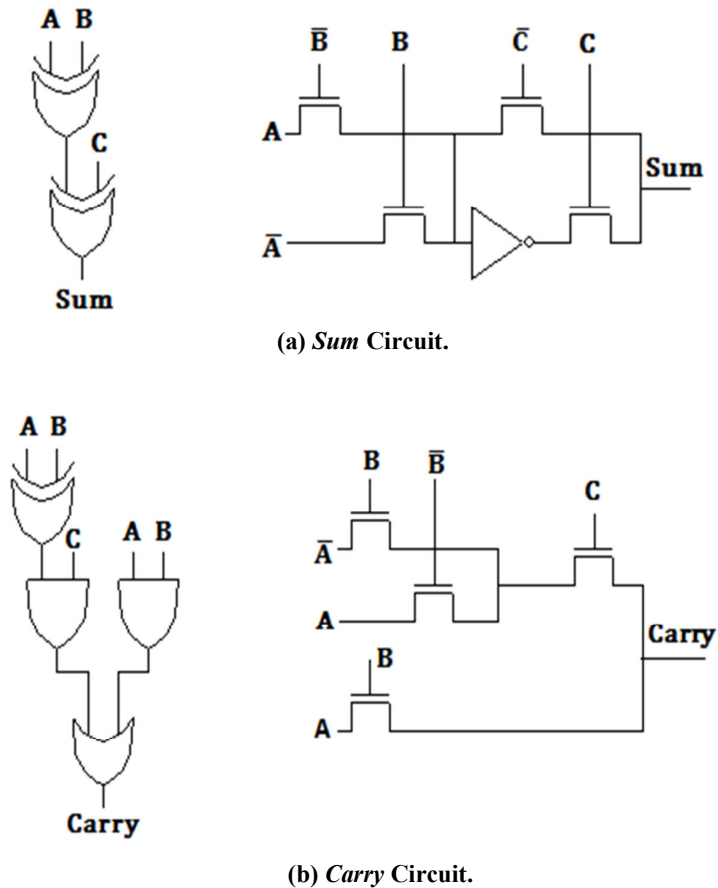 A B
C
Sum
B̅ B C̅ C
A
Sum
A̅
(a) Sum Circuit.
A B
C A B
Carry
B B̅
C
A̅
A
Carry
B
A
(b) Carry Circuit.